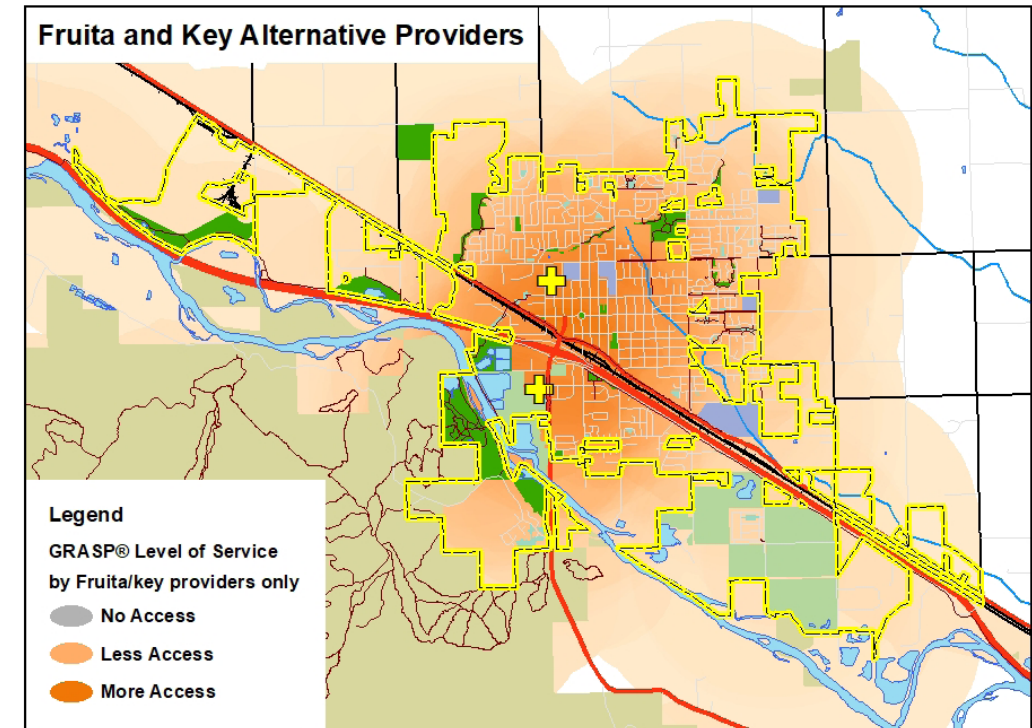 Fruita and Key Alternative Providers
Legend
GRASP® Level of Service
by Fruita/key providers only
No Access
Less Access
More Access